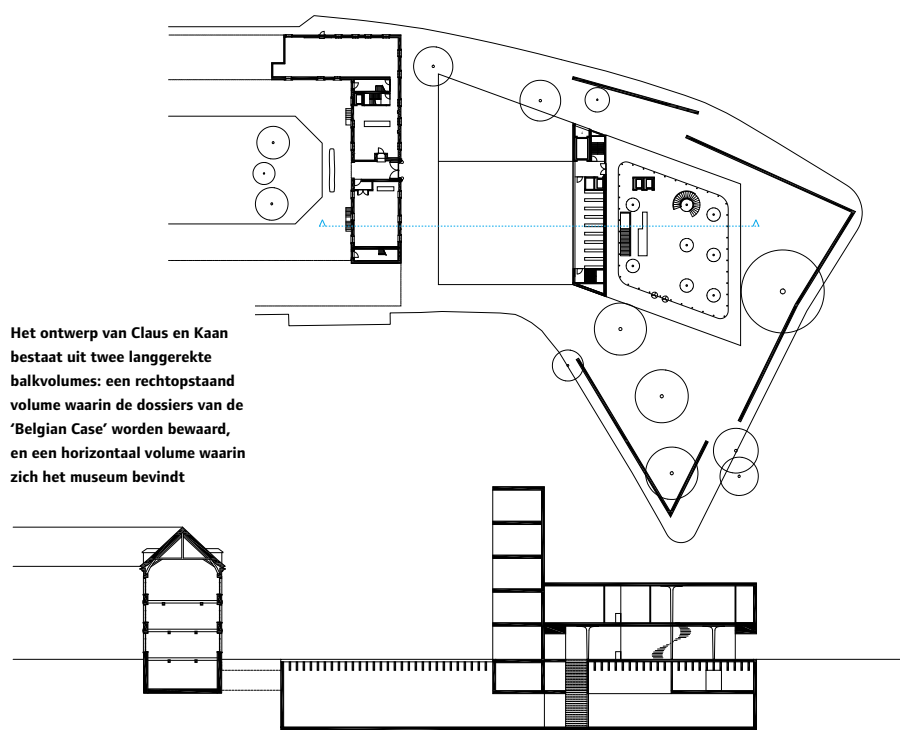 Het ontwerp van Claus en Kaan
bestaat uit twee langgerekte
balkvolumes: een rechtopstaand
volume waarin de dossiers van de
‘Belgian Case’ worden bewaard,
en een horizontaal volume waarin
zich het museum bevindt